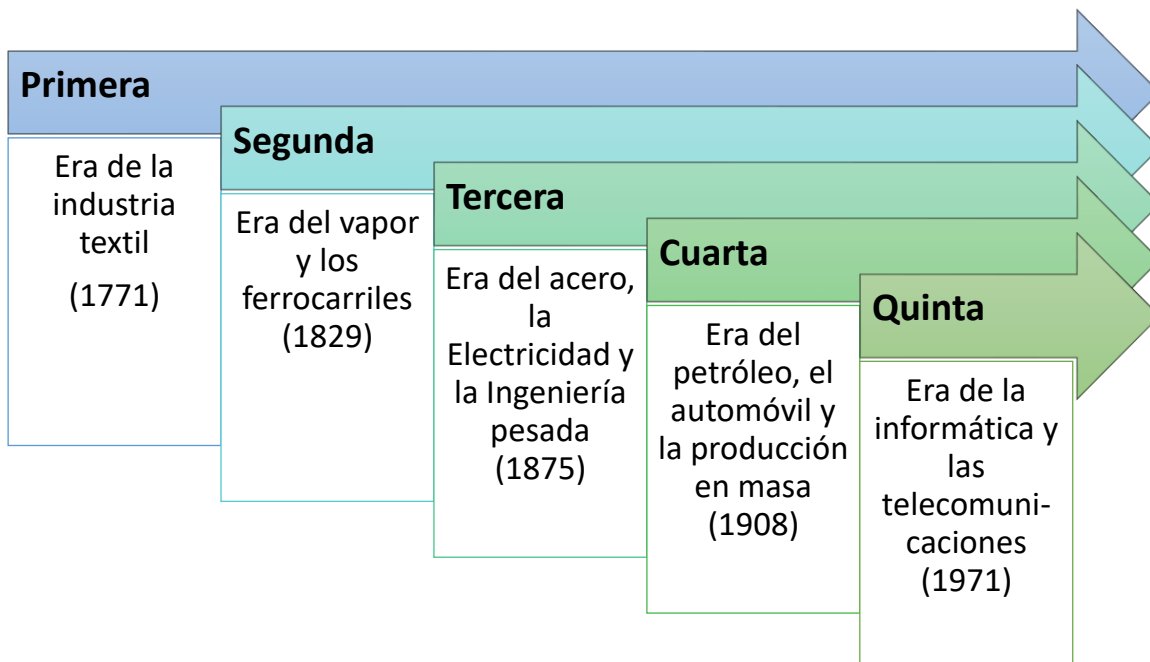 Primera
Era de la
industria
textil
(1771)
Segunda
Era del vapor
y los
ferrocarriles
(1829)
Tercera
Era del acero,
la
Electricidad y
la Ingeniería
pesada
(1875)
Cuarta
Era del
petróleo, el
automóvil y
la producción
en masa
(1908)
Quinta
Era de la
informática y
las
telecomuni-
caciones
(1971)